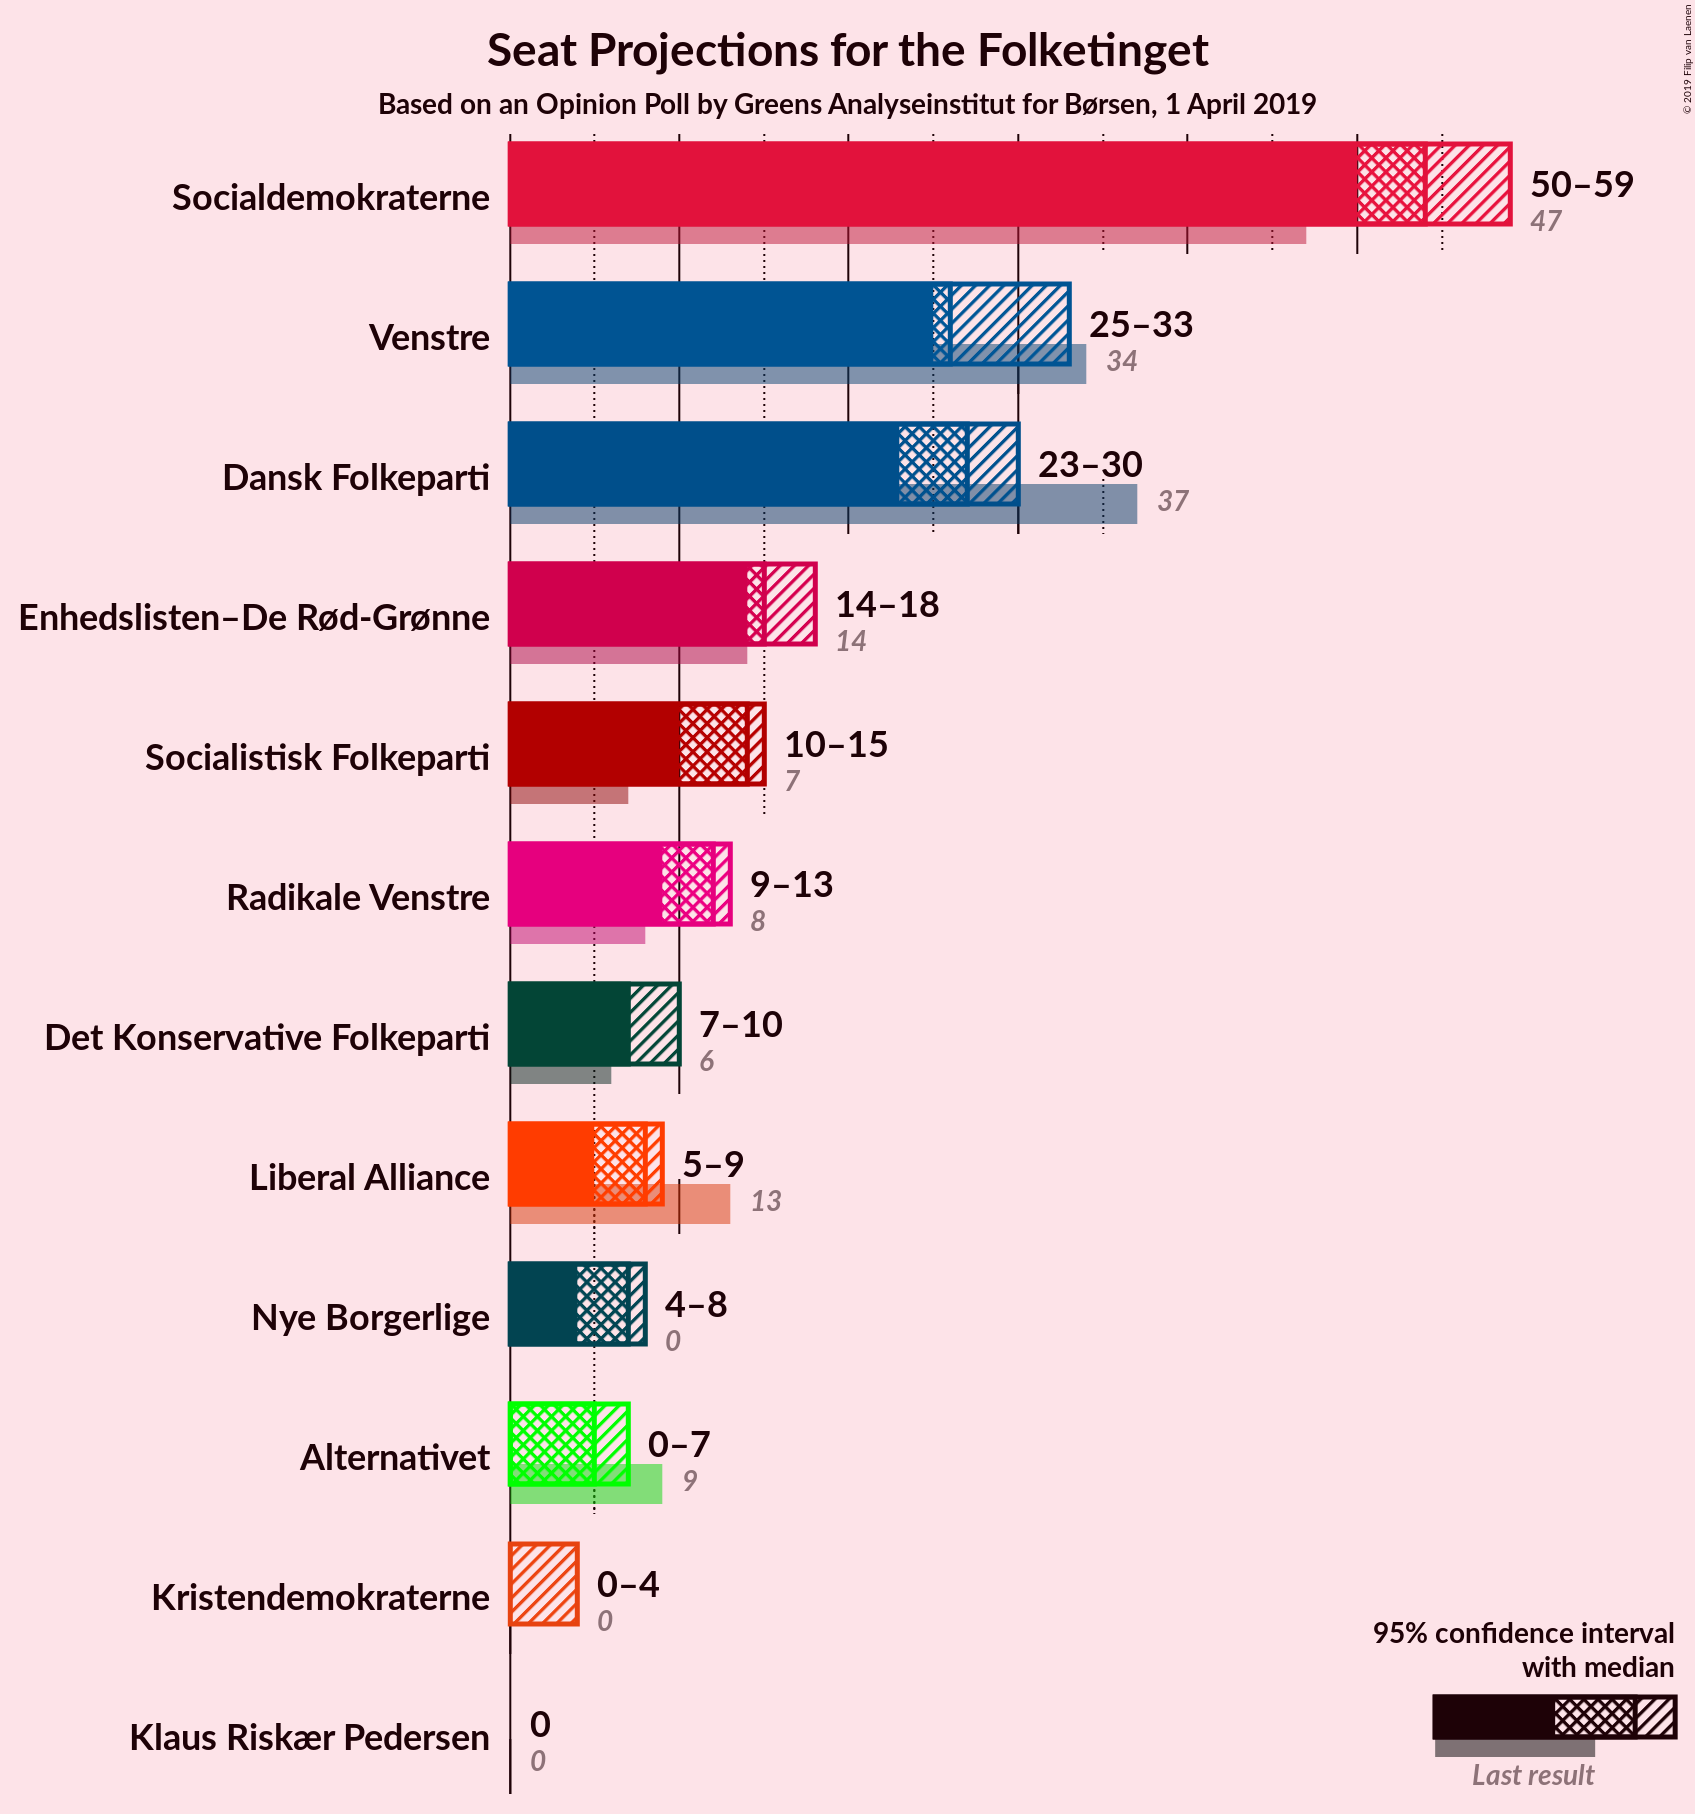 Seat Projections for the Folketinget
Based on an Opinion Poll by Greens Analyseinstitut for Børsen, 1 April 2019
© 2019 Filip van Laenen
Socialdemokraterne
50–59
47
Venstre
25–33
34
Dansk Folkeparti
23–30
37
Enhedslisten–De Rød-Grønne
14–18
14
Socialistisk Folkeparti
10–15
7
Radikale Venstre
9–13
8
Det Konservative Folkeparti
7–10
6
Liberal Alliance
5–9
13
Nye Borgerlige
4–8
0
Alternativet
0–7
9
Kristendemokraterne
0–4
0
Klaus Riskær Pedersen
0
0
95% confidence interval
with median
Last result